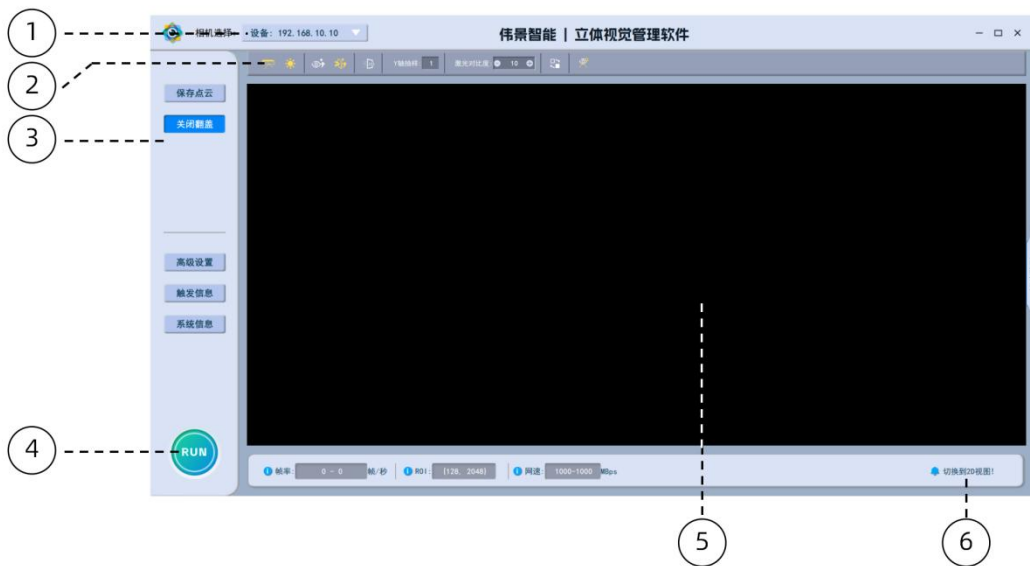 1
相机选择: •设备: 192.168.10.10
伟景智能 | 立体视觉管理软件
2
Y轴倍样 1 激光对比度 10
保存点云
3
关闭翻盖
高级设置
触发信息
系统信息
4
RUN
帧率: 0 - 0 帧/秒 ROI: [128, 2048] 网速: 1000-1000 MBps
切换到2D视图!
5
6